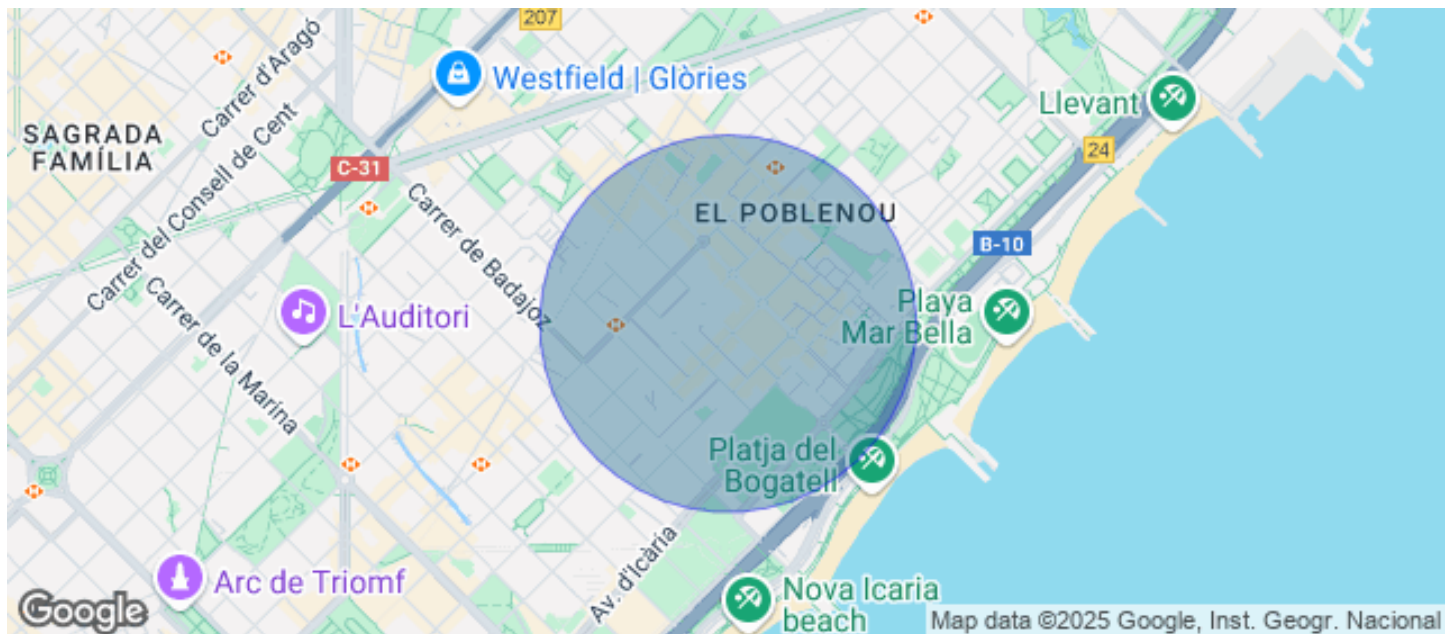 207
Carrer d'Aragó
Westfield | Glòries
Llevant
SAGRADA
FAMÍLIA
24
C-31
Carrer del Consell de Cent
Carrer de Badajoz
EL POBLENOU
B-10
Carrer de la Marina
L'Auditori
Playa
Mar Bella
Platja del
Bogatell
Av. d'Icària
Arc de Triomf
Nova Icaria
beach
Google
Map data ©2025 Google, Inst. Geogr. Nacional